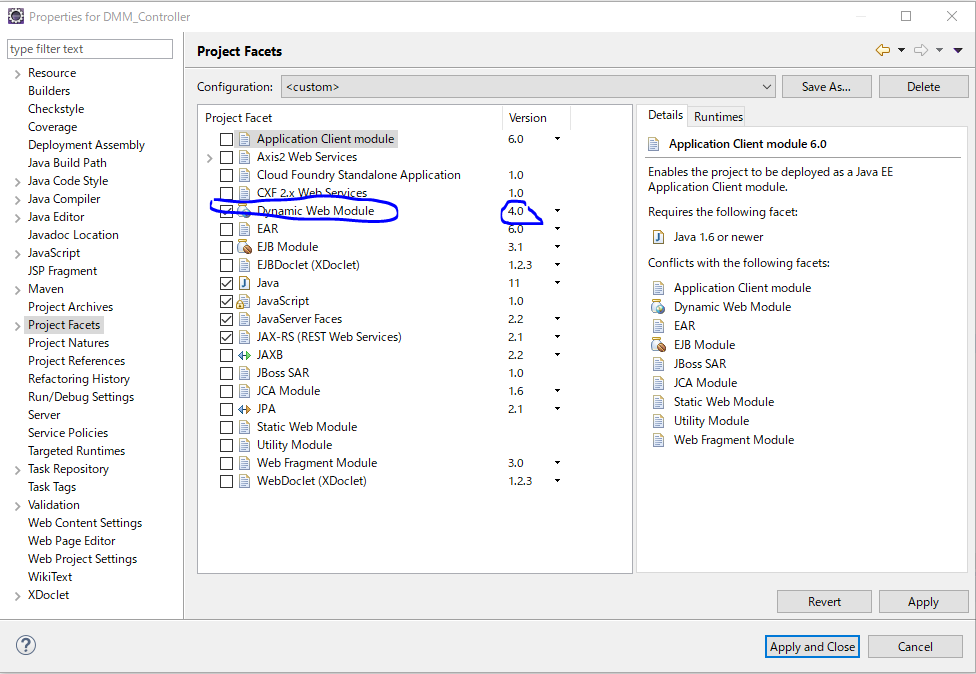 Properties for DMM_Controller
type filter text
Resource
Builders
Checkstyle
Coverage
Deployment Assembly
Java Build Path
Java Code Style
Java Compiler
Java Editor
Javadoc Location
JavaScript
JSP Fragment
Maven
Project Archives
Project Facets
Project Natures
Project References
Refactoring History
Run/Debug Settings
Server
Service Policies
Targeted Runtimes
Task Repository
Task Tags
Validation
Web Content Settings
Web Page Editor
Web Project Settings
WikiText
XDoclet
Project Facets
Configuration: <custom> Save As... Delete
Project Facet Version
Application Client module 6.0
Axis2 Web Services
Cloud Foundry Standalone Application 1.0
CXF 2.x Web Services 1.0
Dynamic Web Module 4.0
EAR 6.0
EJB Module 3.1
EJBDoclet (XDoclet) 1.2.3
Java 11
JavaScript 1.0
JavaServer Faces 2.2
JAX-RS (REST Web Services) 2.1
JAXB 2.2
JBoss SAR 1.0
JCA Module 1.6
JPA 2.1
Static Web Module
Utility Module
Web Fragment Module 3.0
WebDoclet (XDoclet) 1.2.3
Details Runtimes
Application Client module 6.0
Enables the project to be deployed as a Java EE
Application Client module.
Requires the following facet:
Java 1.6 or newer
Conflicts with the following facets:
Application Client module
Dynamic Web Module
EAR
EJB Module
JBoss SAR
JCA Module
Static Web Module
Utility Module
Web Fragment Module
Revert Apply
? Apply and Close Cancel